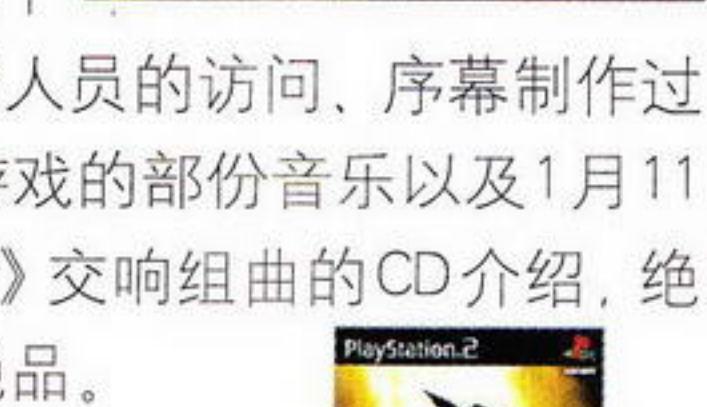 人员的访问、序幕制作过
戏的部份音乐以及1月11
》交响组曲的CD介绍，绝
品。
PlayStation.2